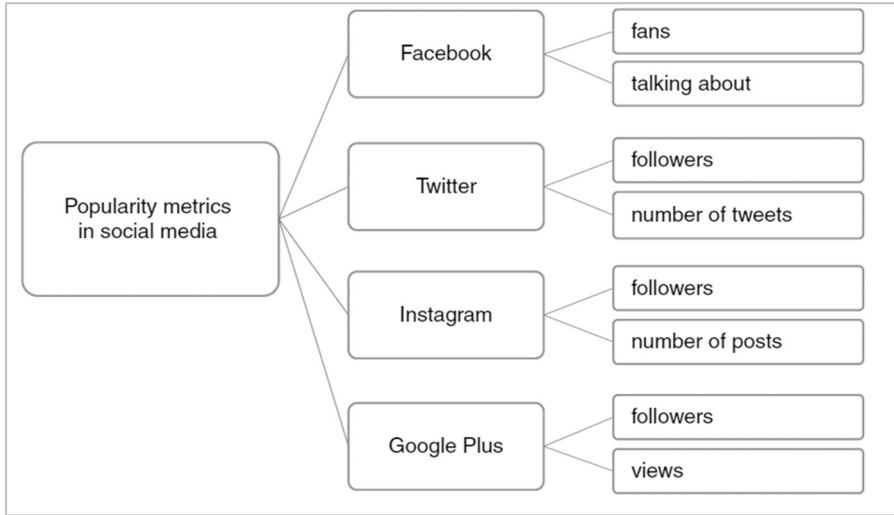 Popularity metrics
in social media
Facebook
fans
talking about
Twitter
followers
number of tweets
Instagram
followers
number of posts
Google Plus
followers
views